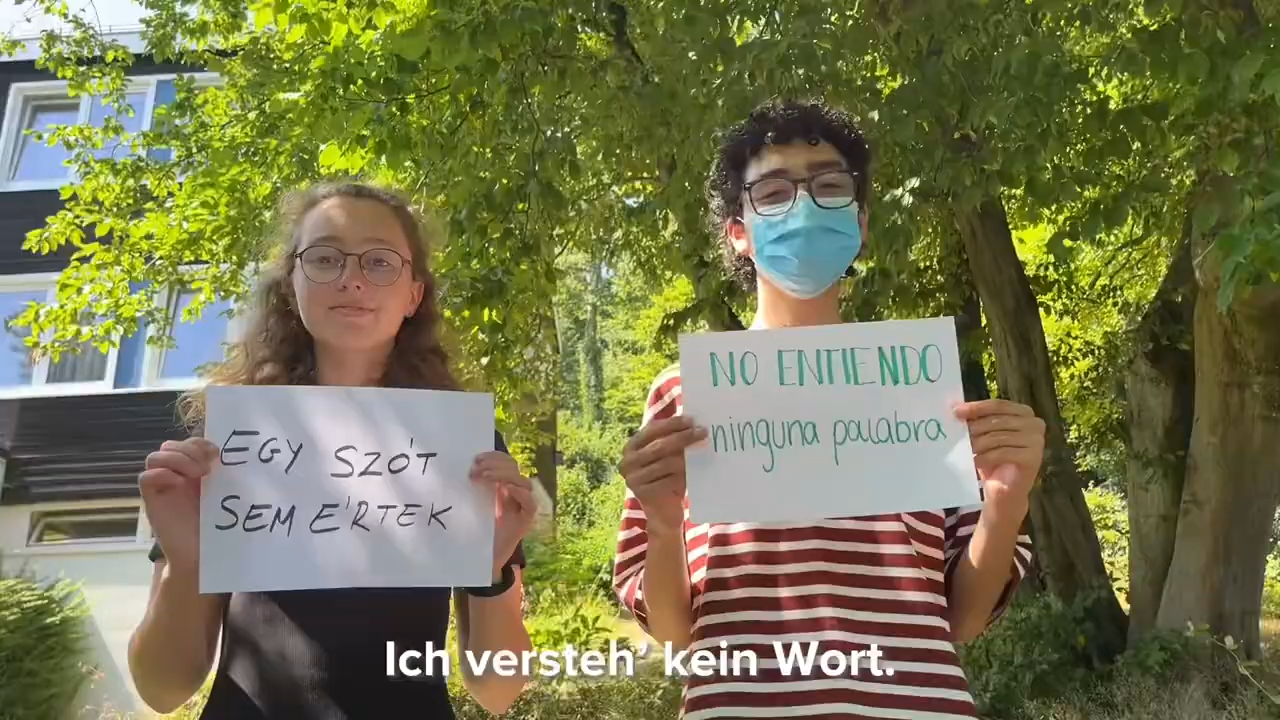 EGY SZÓT
SEM ÉRTEK
NO ENTIENDO
ninguna palabra
Ich versteh' kein Wort.